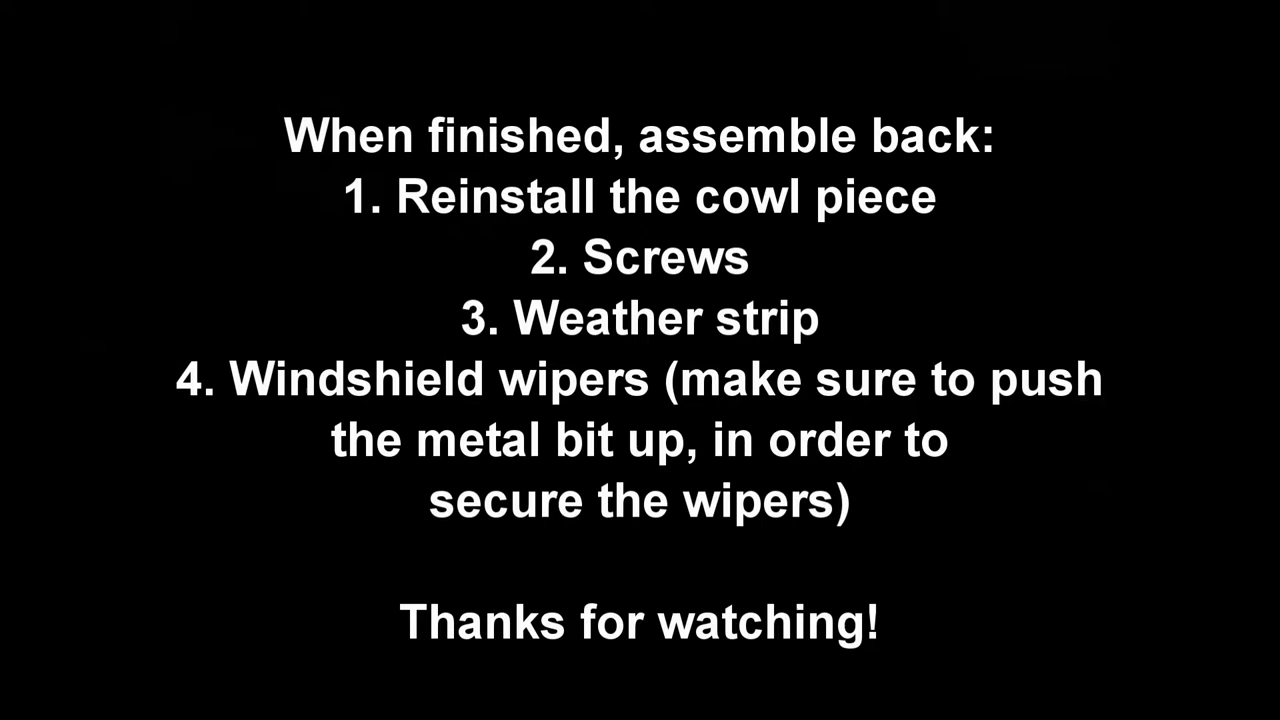 When finished, assemble back:
1. Reinstall the cowl piece
2. Screws
3. Weather strip
4. Windshield wipers (make sure to push
the metal bit up, in order to
secure the wipers)
Thanks for watching!